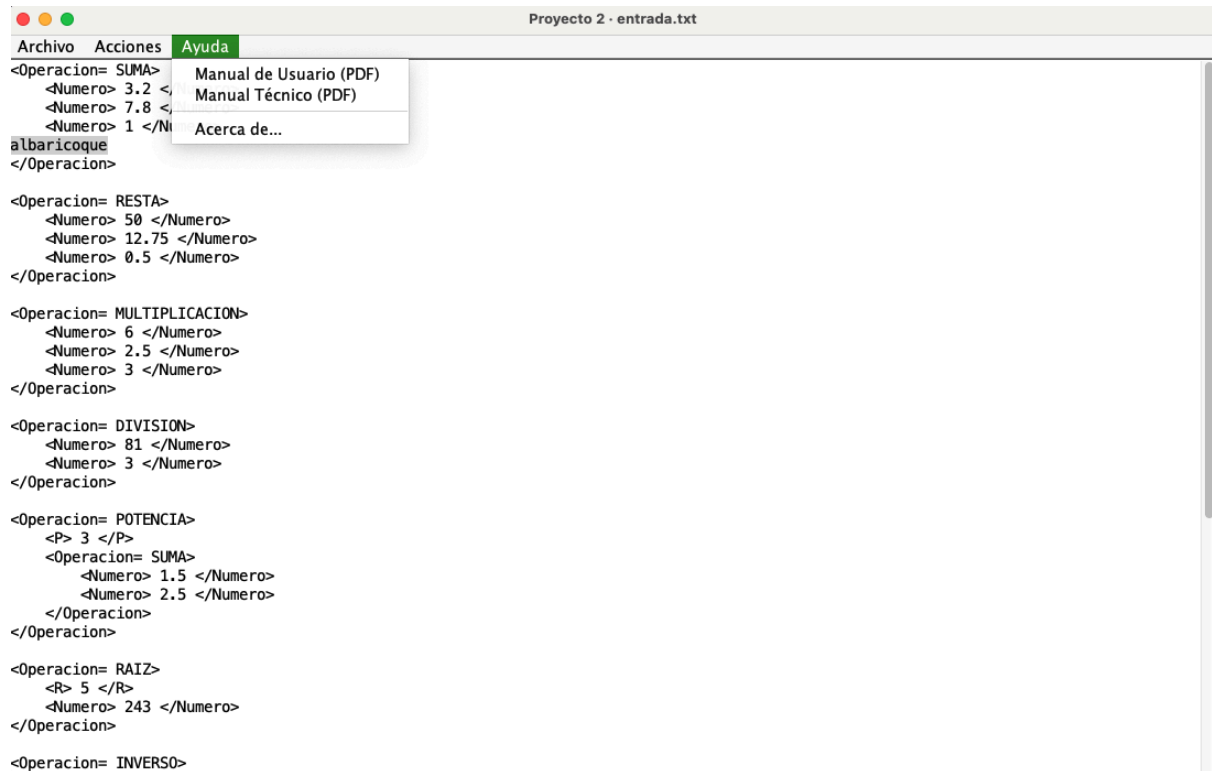 Proyecto 2 · entrada.txt
Archivo Acciones Ayuda
Manual de Usuario (PDF)
Manual Técnico (PDF)
Acerca de...
<Operacion= SUMA>
<Numero> 3.2 </
<Numero> 7.8 </
<Numero> 1 </Nu
albaricoque
</Operacion>
<Operacion= RESTA>
<Numero> 50 </Numero>
<Numero> 12.75 </Numero>
<Numero> 0.5 </Numero>
</Operacion>
<Operacion= MULTIPLICACION>
<Numero> 6 </Numero>
<Numero> 2.5 </Numero>
<Numero> 3 </Numero>
</Operacion>
<Operacion= DIVISION>
<Numero> 81 </Numero>
<Numero> 3 </Numero>
</Operacion>
<Operacion= POTENCIA>
<P> 3 </P>
<Operacion= SUMA>
<Numero> 1.5 </Numero>
<Numero> 2.5 </Numero>
</Operacion>
</Operacion>
<Operacion= RAIZ>
<R> 5 </R>
<Numero> 243 </Numero>
</Operacion>
<Operacion= INVERSO>